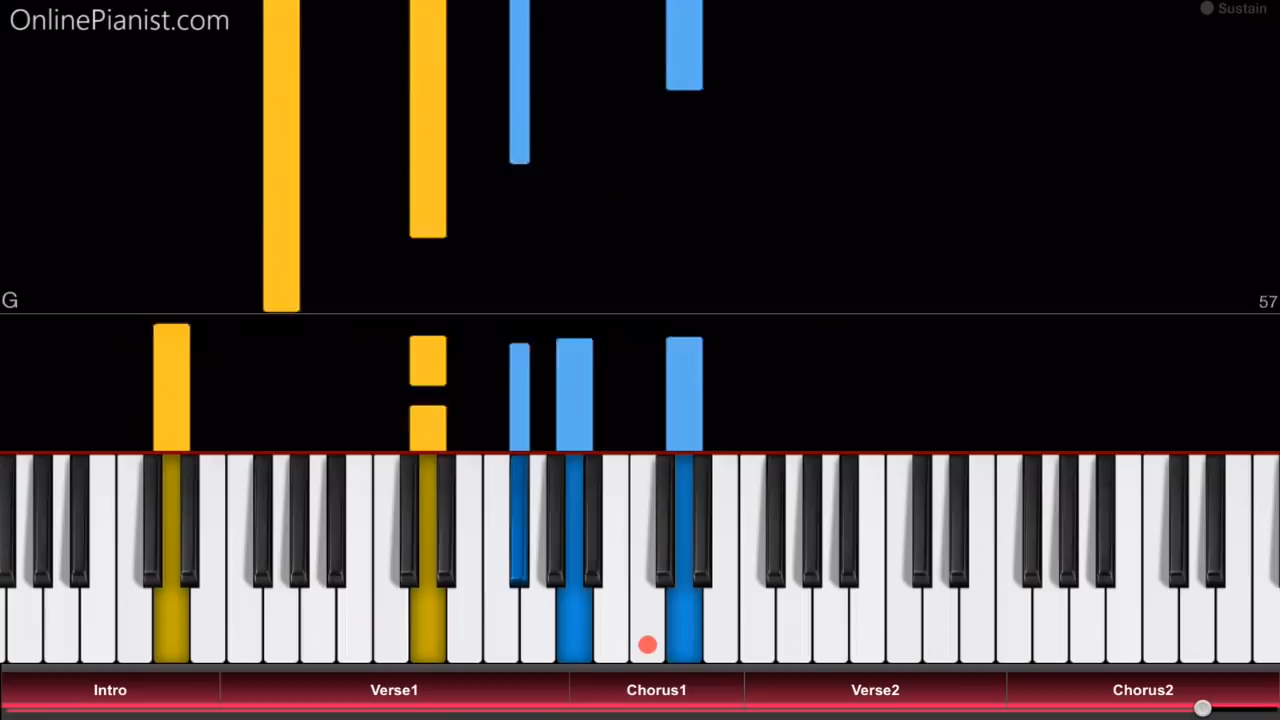 OnlinePianist.com
Sustain
G
57
Intro
Verse1
Chorus1
Verse2
Chorus2